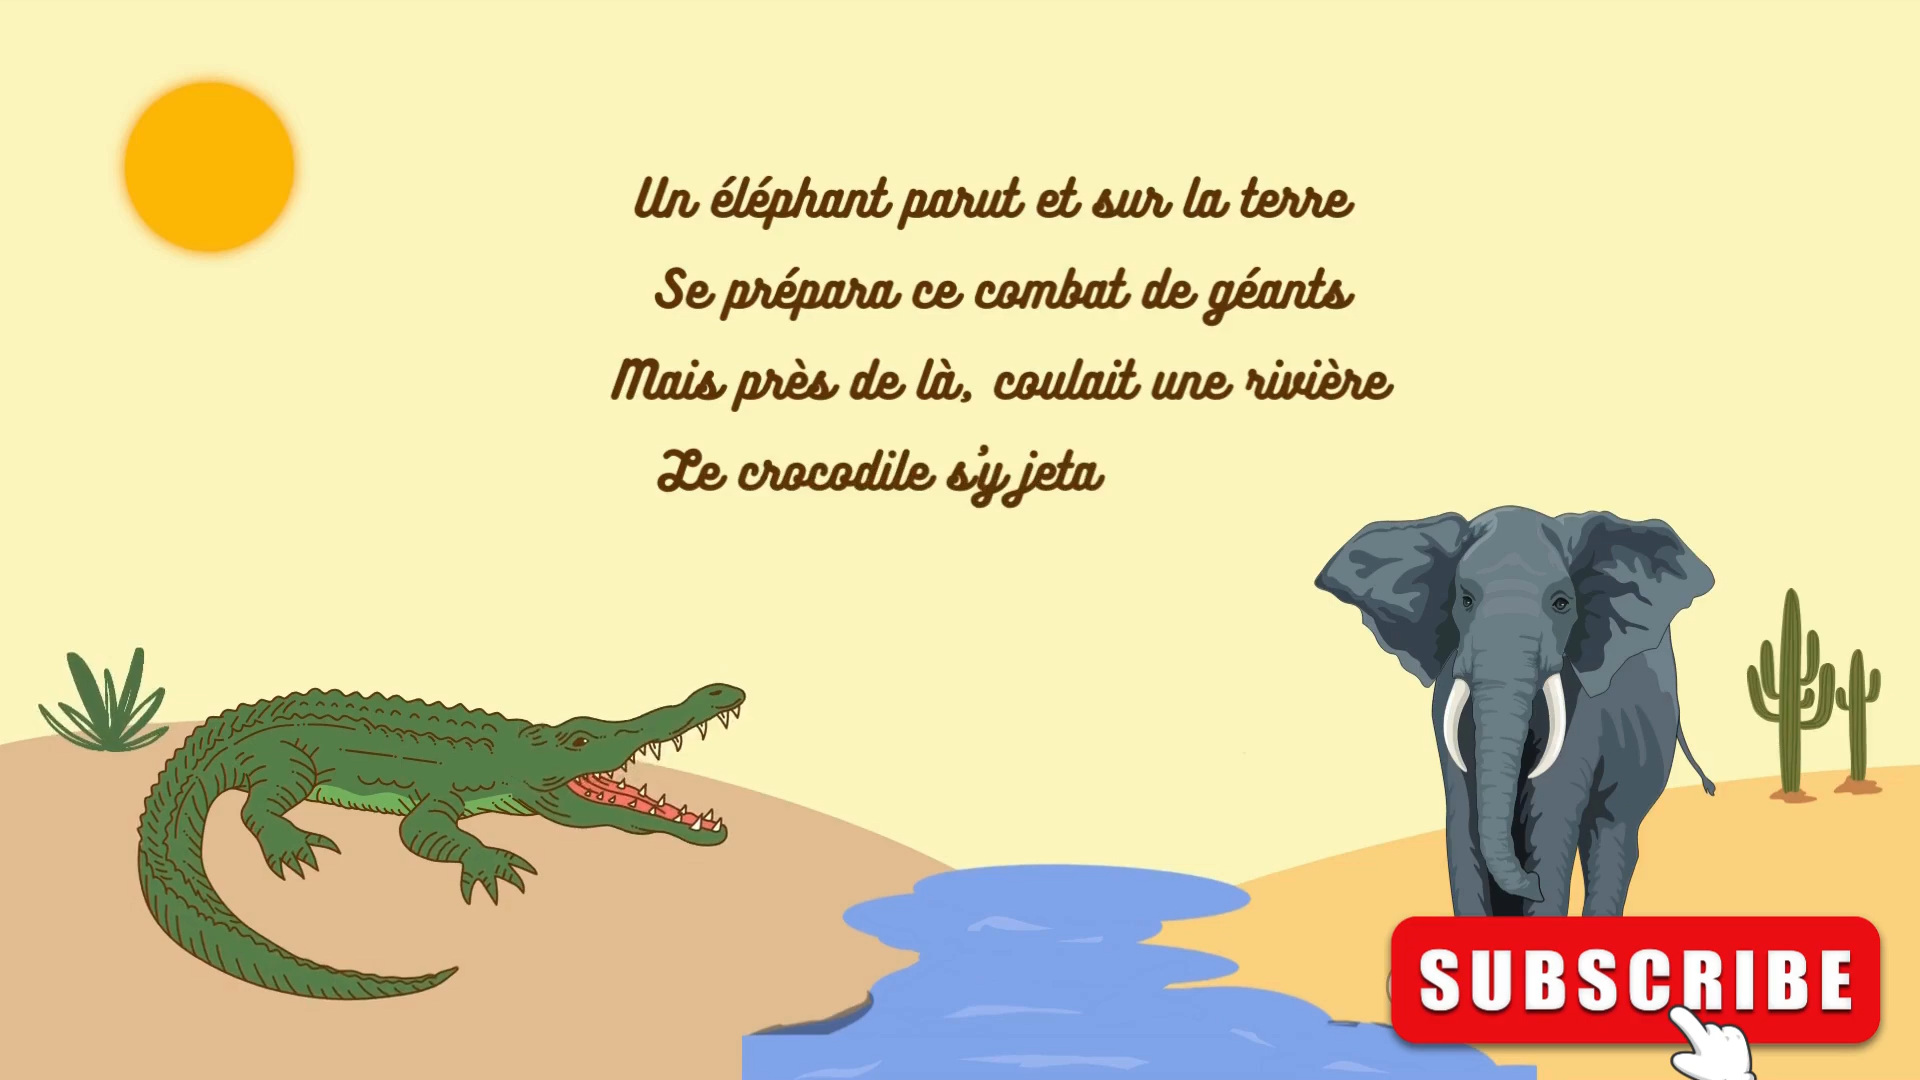 Un éléphant parut et sur la terre
Se prépara ce combat de géants
Mais près de là, coulait une rivière
Le crocodile s'y jeta
SUBSCRIBE